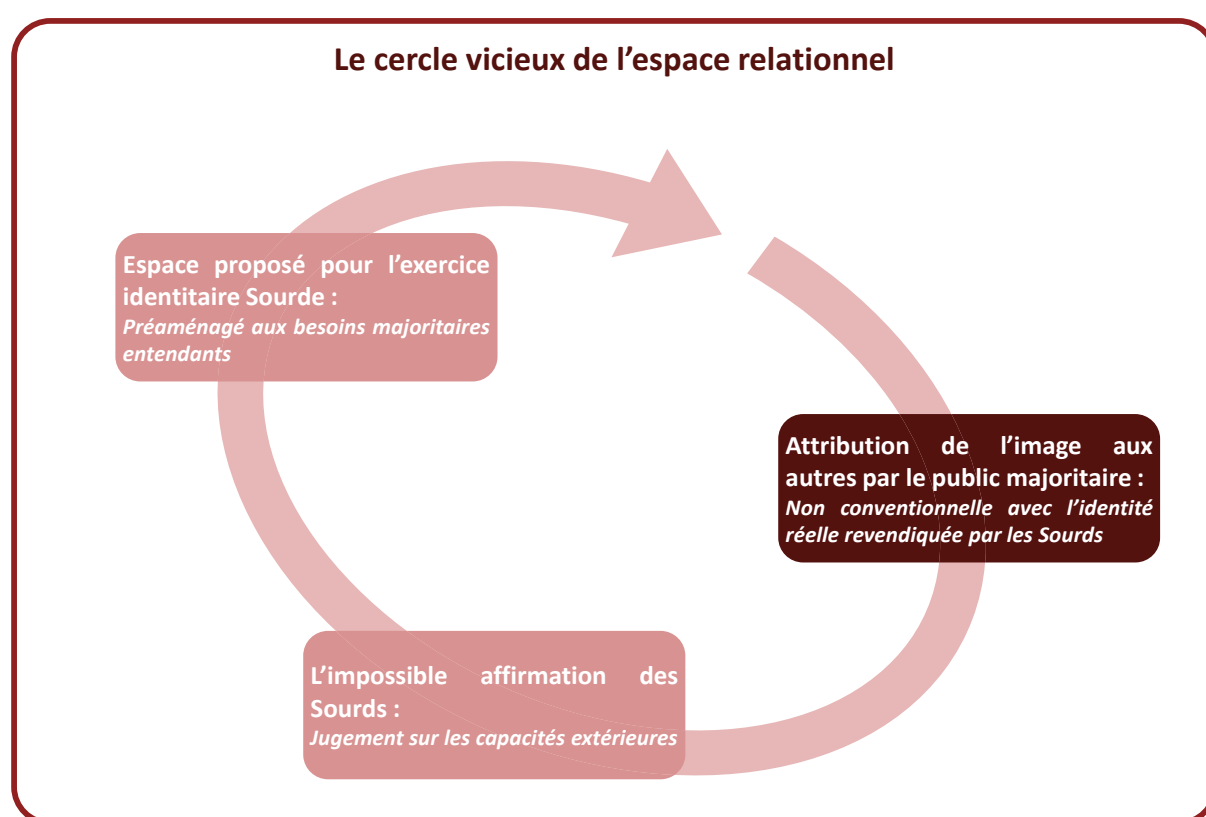 Le cercle vicieux de l’espace relationnel
Espace proposé pour l’exercice
identitaire Sourde :
Préaménagé aux besoins majoritaires
entendants
Attribution de l’image aux
autres par le public majoritaire :
Non conventionnelle avec l’identité
réelle revendiquée par les Sourds
L’impossible affirmation des
Sourds :
Jugement sur les capacités extérieures